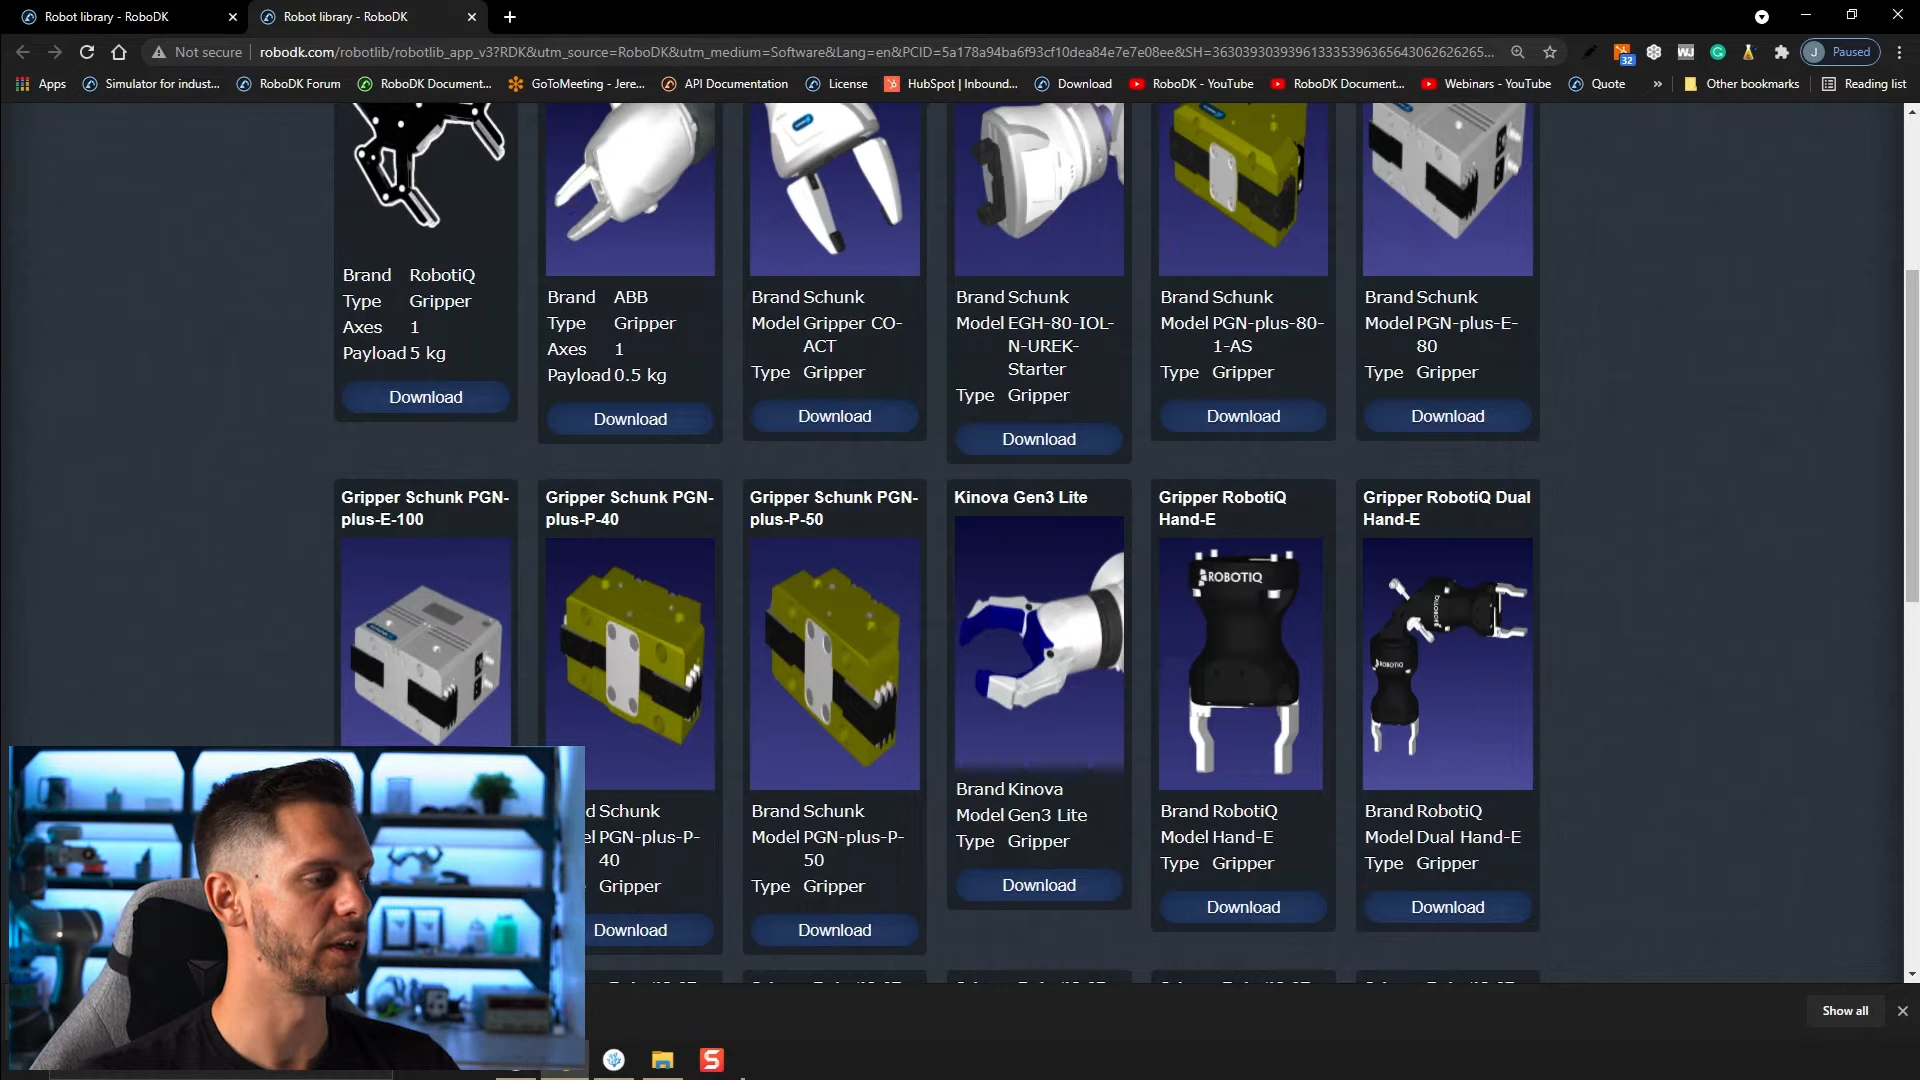 Robot library - RoboDK
Robot library - RoboDK
Not secure
robodk.com/robotlib/robotlib_app_v3?RDK&utm_source=RoboDK&utm_medium=Software&Lang=en&PCID=5a178a94ba6f93cf10dea84e7e7e08ee&SH=363039303939613335396365643062626265...
32
J
Paused
Apps
Simulator for indust...
RoboDK Forum
RoboDK Document...
GoToMeeting - Jere...
API Documentation
License
HubSpot | Inbound...
Download
RoboDK - YouTube
RoboDK Document...
Webinars - YouTube
Quote
»
Other bookmarks
Reading list
Brand RobotiQ
Type Gripper
Axes 1
Payload 5 kg
Download
Brand ABB
Type Gripper
Axes 1
Payload 0.5 kg
Download
Brand Schunk
Model Gripper CO-
ACT
Type Gripper
Download
Brand Schunk
Model EGH-80-IOL-
N-UREK-
Starter
Type Gripper
Download
Brand Schunk
Model PGN-plus-80-
1-AS
Type Gripper
Download
Brand Schunk
Model PGN-plus-E-
80
Type Gripper
Download
Gripper Schunk PGN-
plus-E-100
Gripper Schunk PGN-
plus-P-40
d Schunk
PGN-plus-P-
40
Gripper
Download
Gripper Schunk PGN-
plus-P-50
Brand Schunk
Model PGN-plus-P-
50
Type Gripper
Download
Kinova Gen3 Lite
Brand Kinova
Model Gen3 Lite
Type Gripper
Download
Gripper RobotiQ
Hand-E
ROBOTIQ
Brand RobotiQ
Model Hand-E
Type Gripper
Download
Gripper RobotiQ Dual
Hand-E
ROBOTIQ
ROBOTIQ
Brand RobotiQ
Model Dual Hand-E
Type Gripper
Download
Show all